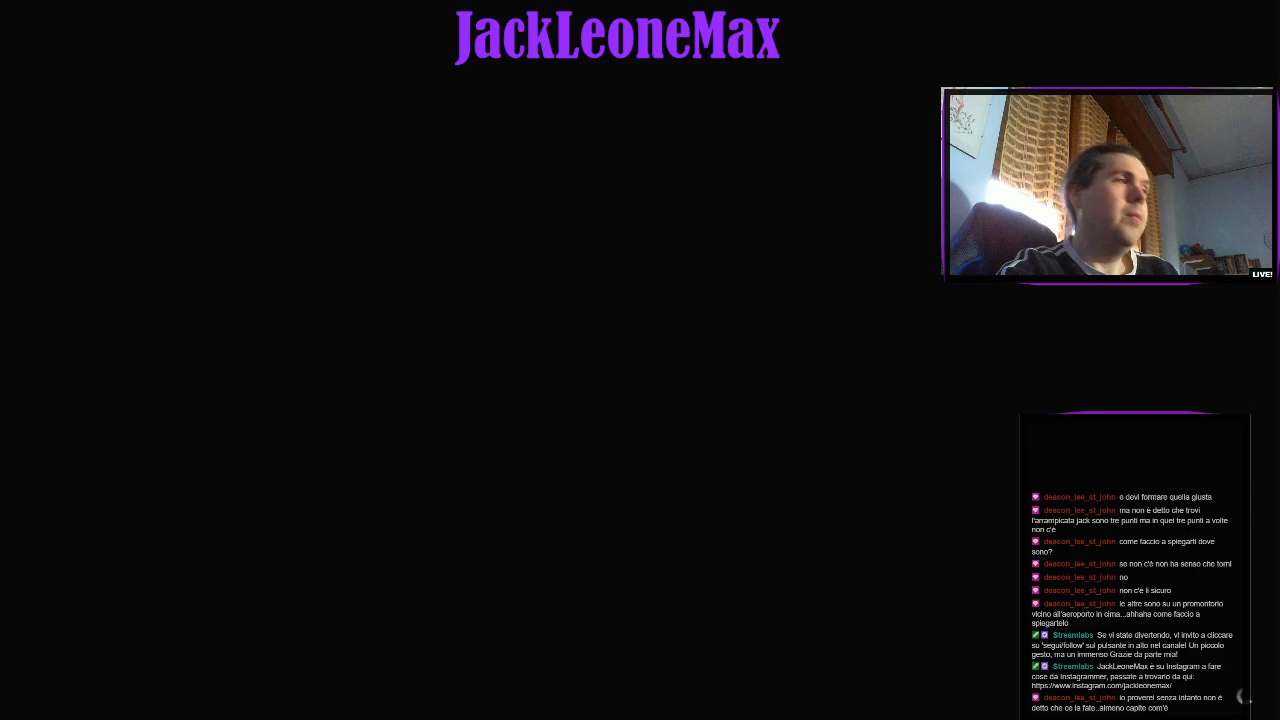 JackLeoneMax
LIVE!
deacon_lee_st_john e devi formare quella giusta
deacon_lee_st_john ma non è detto che trovi
l'arrampicata jack sono tre punti ma in quei tre punti a volte
non c'è
deacon_lee_st_john come faccio a spiegarti dove
sono?
deacon_lee_st_john se non c'è non ha senso che torni
deacon_lee_st_john no
deacon_lee_st_john non c'è lì sicuro
deacon_lee_st_john le altre sono su un promontorio
vicino all'aeroporto in cima...ahhaha come faccio a
spiegartelo
Streamlabs Se vi state divertendo, vi invito a cliccare
su 'segui/follow' sul pulsante in alto nel canale! Un piccolo
gesto, ma un immenso Grazie da parte mia!
Streamlabs JackLeoneMax è su Instagram a fare
cose da Instagrammer, passate a trovarlo da qui:
https://www.instagram.com/jackleonemax/
deacon_lee_st_john io proverei senza intanto non è
detto che ce la fate..almeno capite com'è